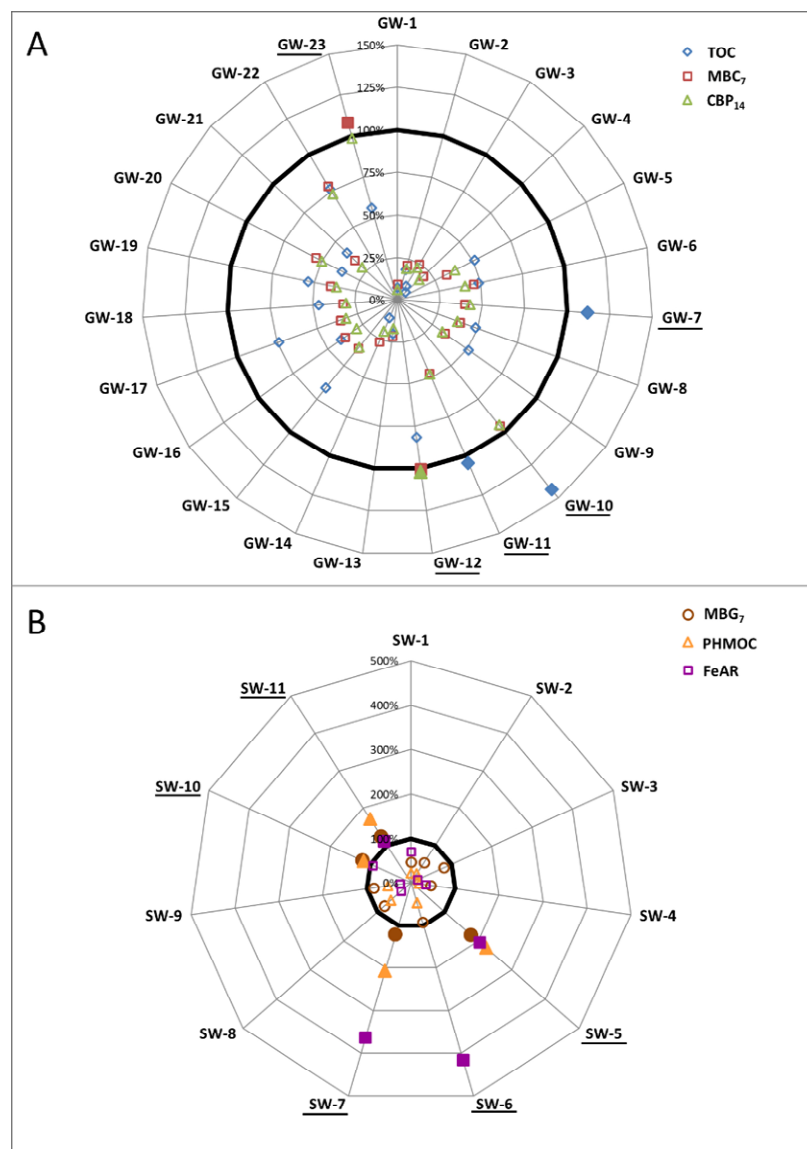 A
GW-1
GW-2
GW-3
GW-4
GW-5
GW-6
GW-7
GW-8
GW-9
GW-10
GW-11
GW-12
GW-13
GW-14
GW-15
GW-16
GW-17
GW-18
GW-19
GW-20
GW-21
GW-22
GW-23
150%
125%
100%
75%
50%
25%
0%
TOC
MBC₇
CBP₁₄
B
SW-1
SW-2
SW-3
SW-4
SW-5
SW-6
SW-7
SW-8
SW-9
SW-10
SW-11
500%
400%
300%
200%
100%
0%
MBG₇
PHMOC
FeAR